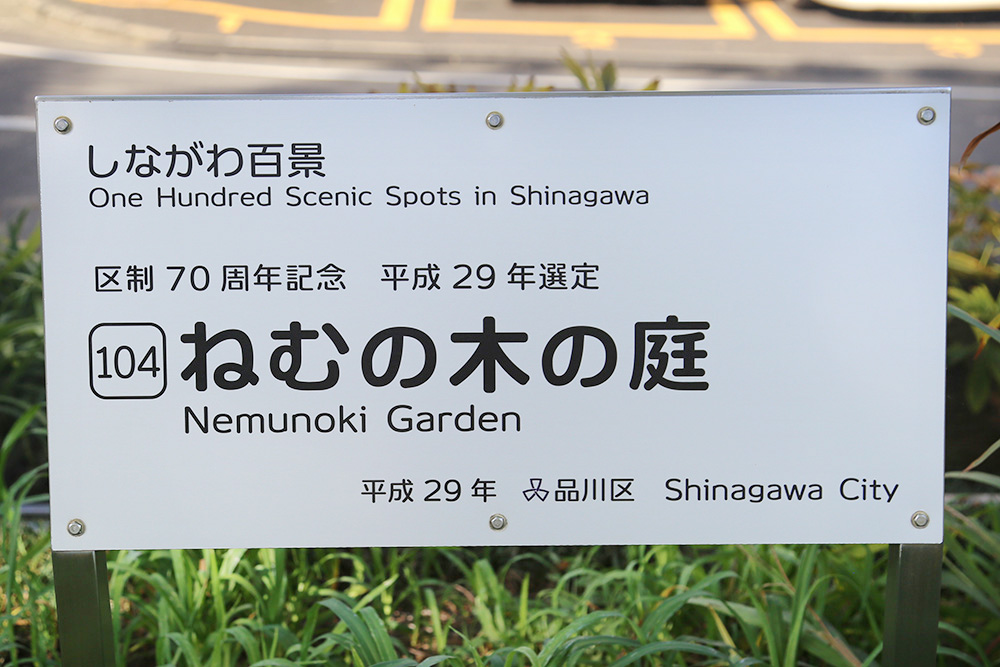 しながわ百景
One Hundred Scenic Spots in Shinagawa
区制 70 周年記念　平成 29 年選定
104 ねむの木の庭
Nemunoki Garden
平成 29 年　品川区　Shinagawa City